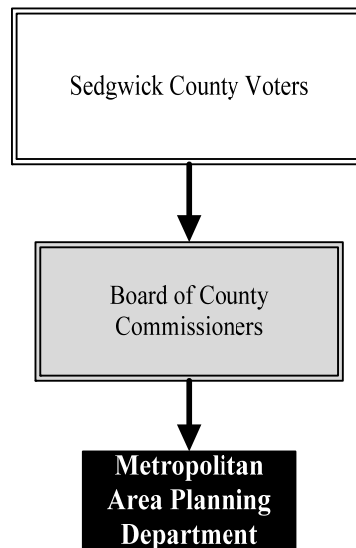 Sedgwick County Voters
Board of County
Commissioners
Metropolitan
Area Planning
Department